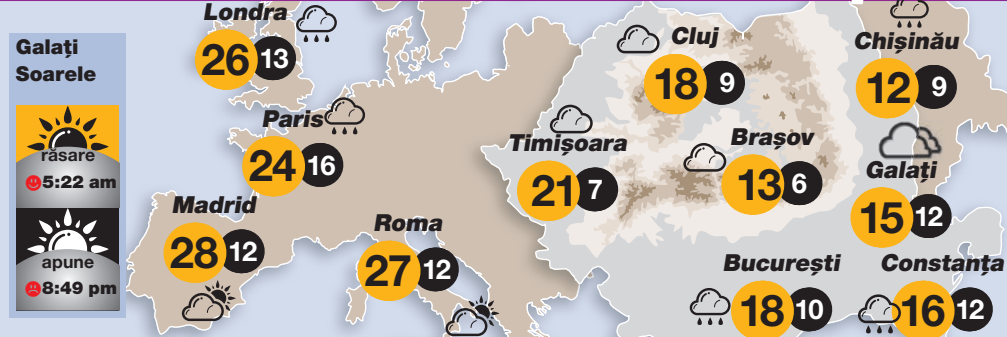 Galați
Soarele
răsare
5:22 am
apune
8:49 pm
Londra
26 13
Paris
24 16
Madrid
28 12
Roma
27 12
Cluj
18 9
Timișoara
21 7
Brașov
13 6
Chișinău
12 9
Galați
15 12
București
18 10
Constanța
16 12